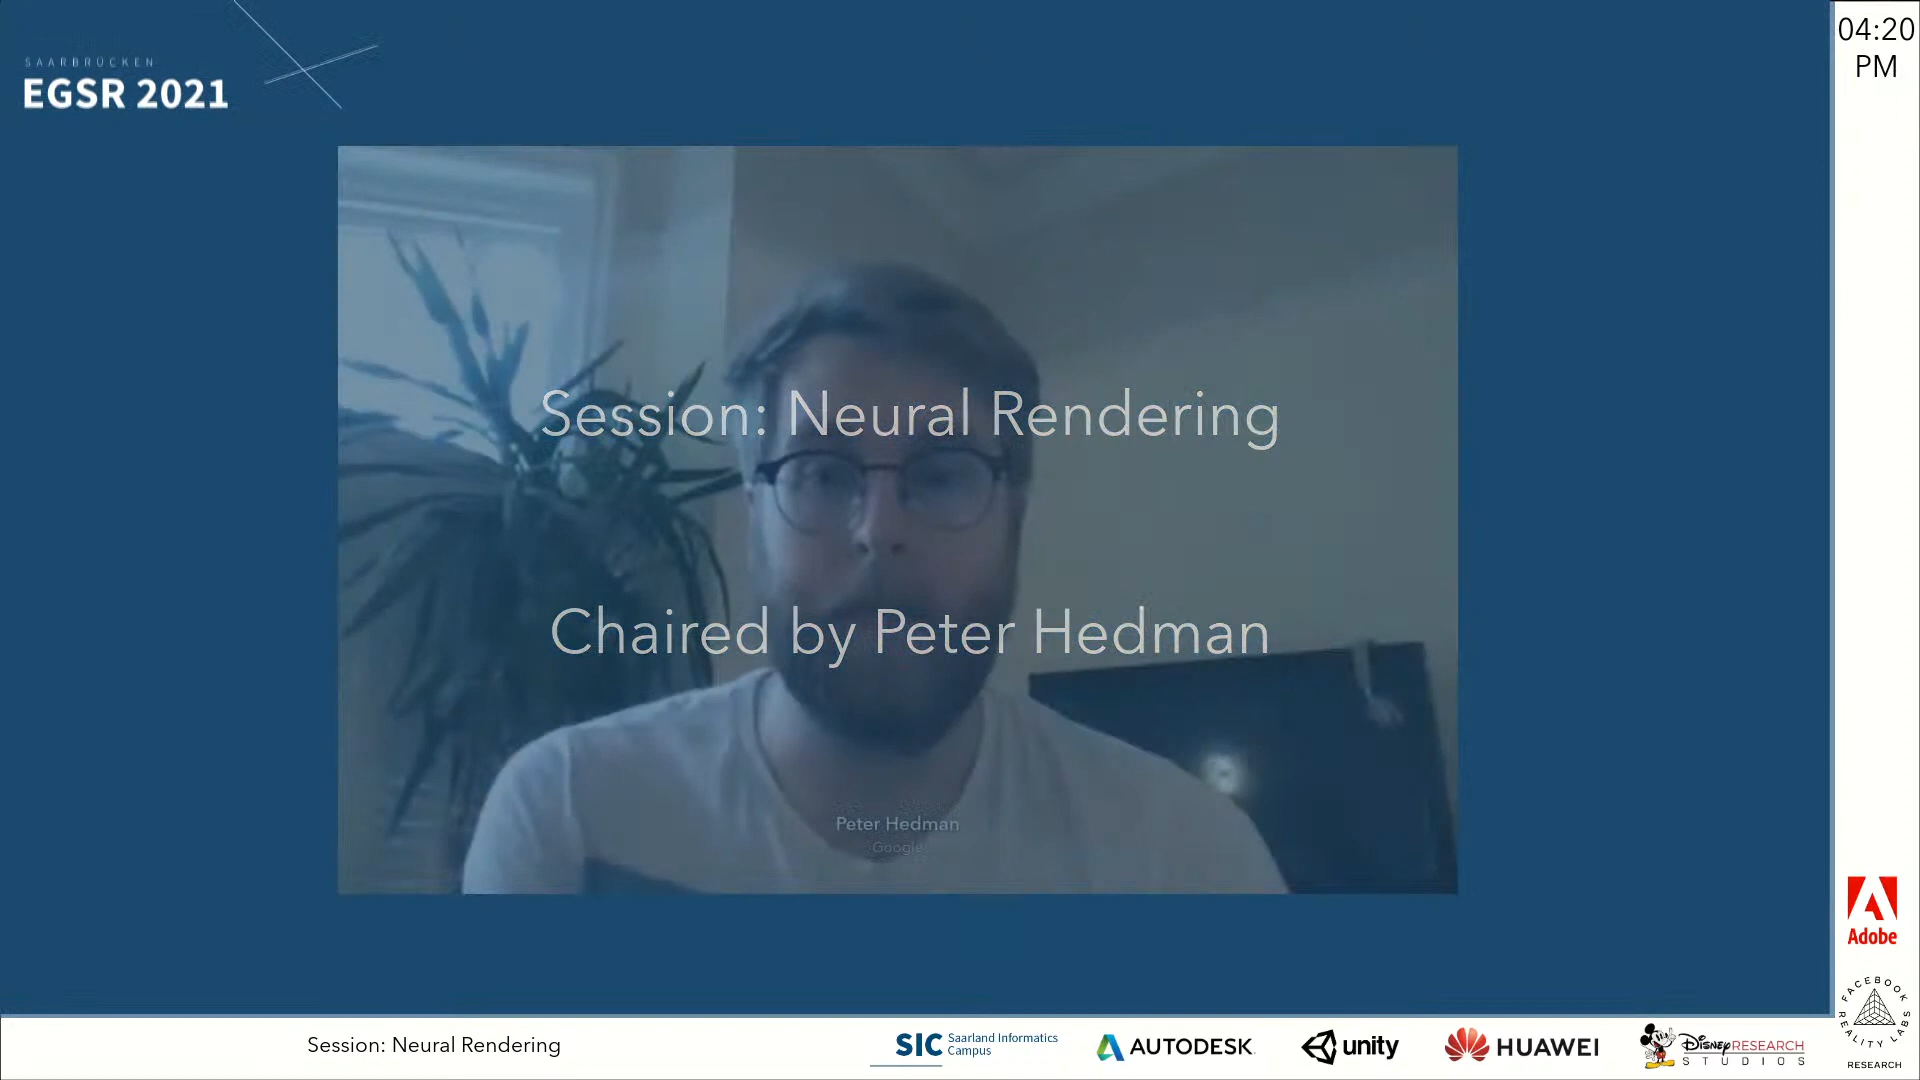 SAARBRÜCKEN
EGSR 2021
04:20
PM
Session: Neural Rendering
Chaired by Peter Hedman
Peter Hedman
Google
Adobe
FACEBOOK
REALITY LABS
RESEARCH
Session: Neural Rendering
SIC Saarland Informatics
Campus
AUTODESK
unity
HUAWEI
Disney RESEARCH
STUDIOS